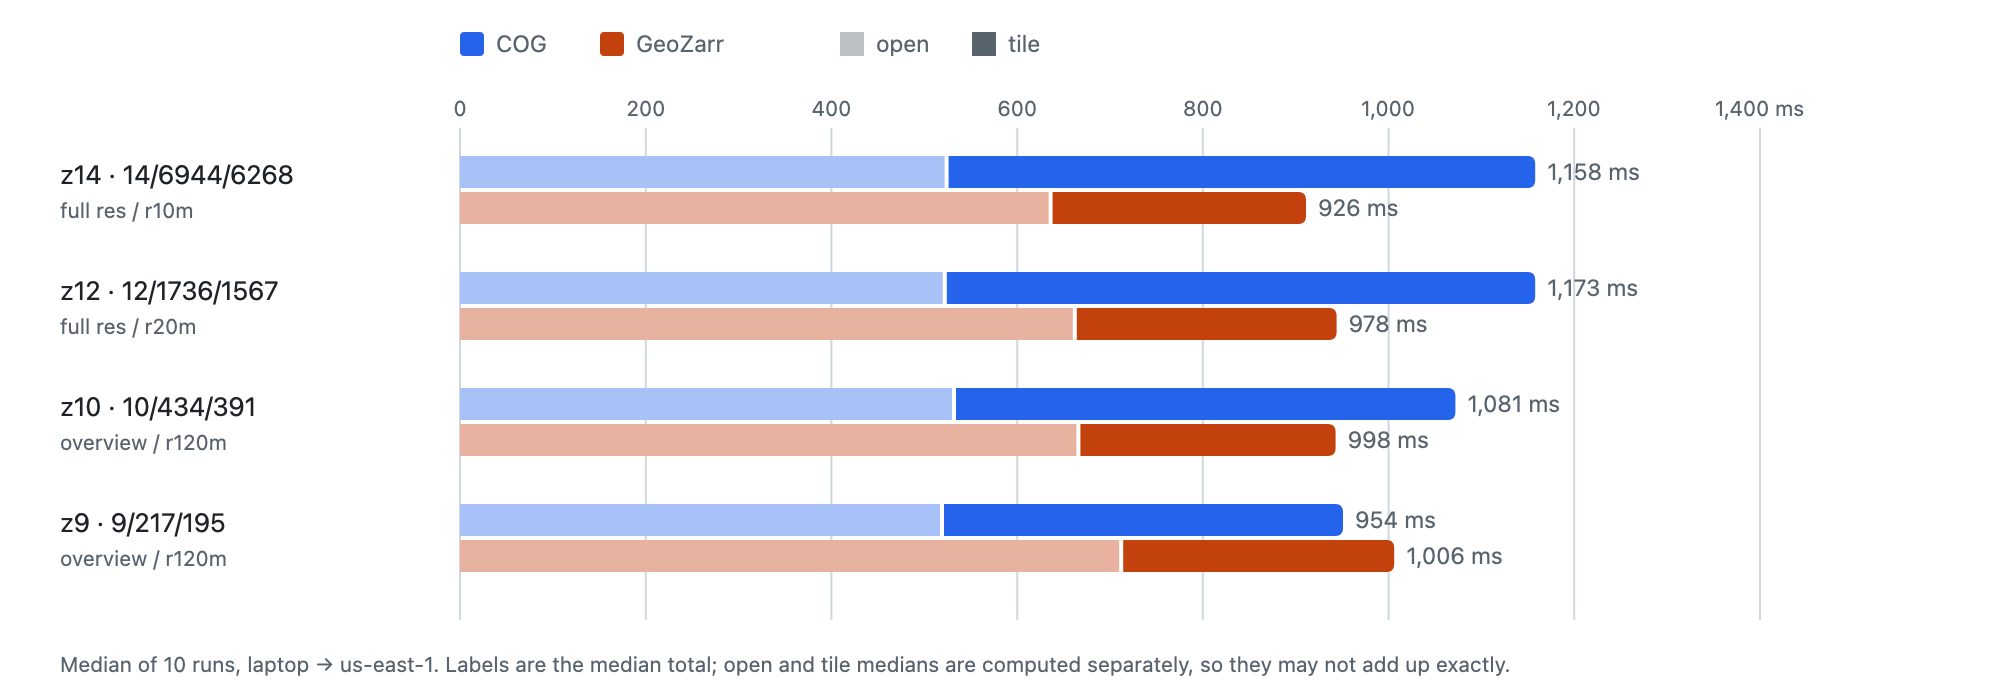 COG GeoZarr open tile
0 200 400 600 800 1,000 1,200 1,400 ms
z14 · 14/6944/6268
full res / r10m
1,158 ms
926 ms
z12 · 12/1736/1567
full res / r20m
1,173 ms
978 ms
z10 · 10/434/391
overview / r120m
1,081 ms
998 ms
z9 · 9/217/195
overview / r120m
954 ms
1,006 ms
Median of 10 runs, laptop → us-east-1. Labels are the median total; open and tile medians are computed separately, so they may not add up exactly.